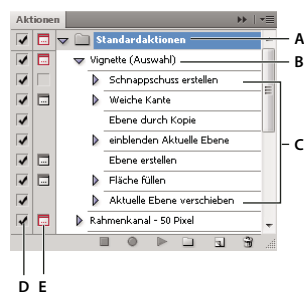 Aktionen
Standardaktionen
A
Vignette (Auswahl)
B
Schnappschuss erstellen
Weiche Kante
Ebene durch Kopie
C
einblenden Aktuelle Ebene
Ebene erstellen
Fläche füllen
Aktuelle Ebene verschieben
Rahmenkanal - 50 Pixel
D E